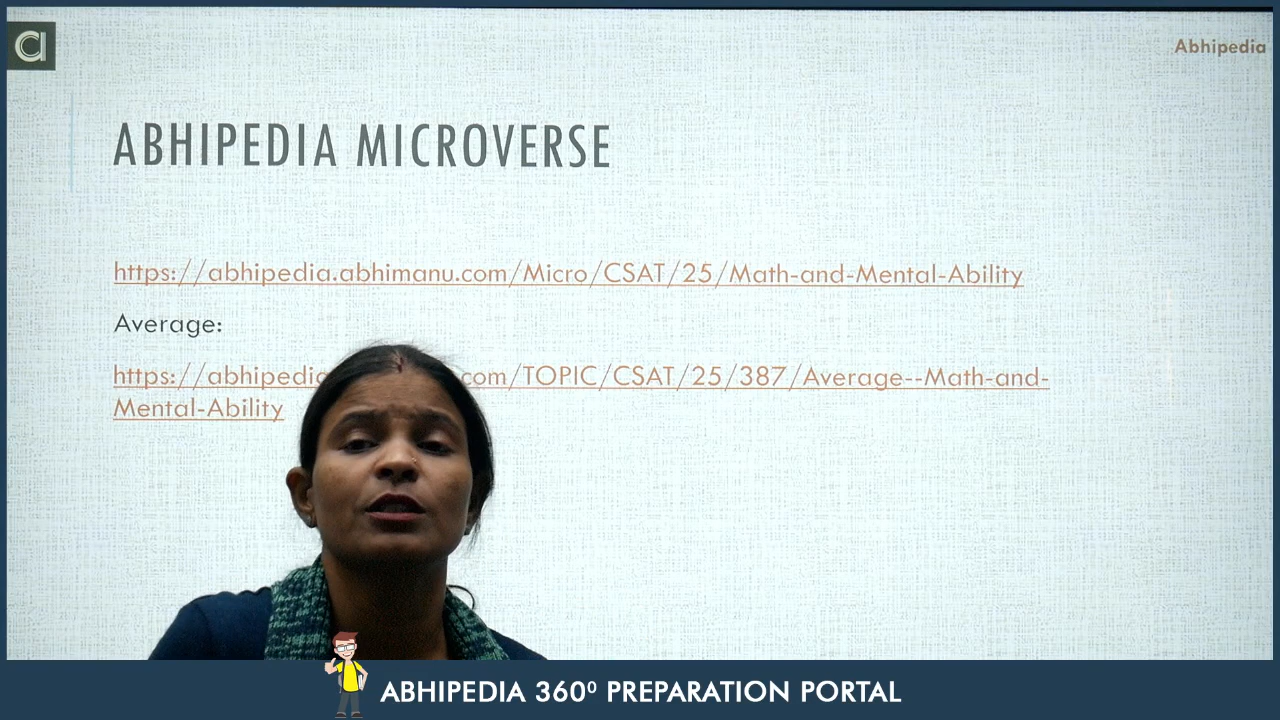 Abhipedia
ABHIPEDIA MICROVERSE
https://abhipedia.abhimanu.com/Micro/CSAT/25/Math-and-Mental-Ability
Average:
https://abhipedia com/TOPIC/CSAT/25/387/Average--Math-and-
Mental-Ability
ABHIPEDIA 360⁰ PREPARATION PORTAL